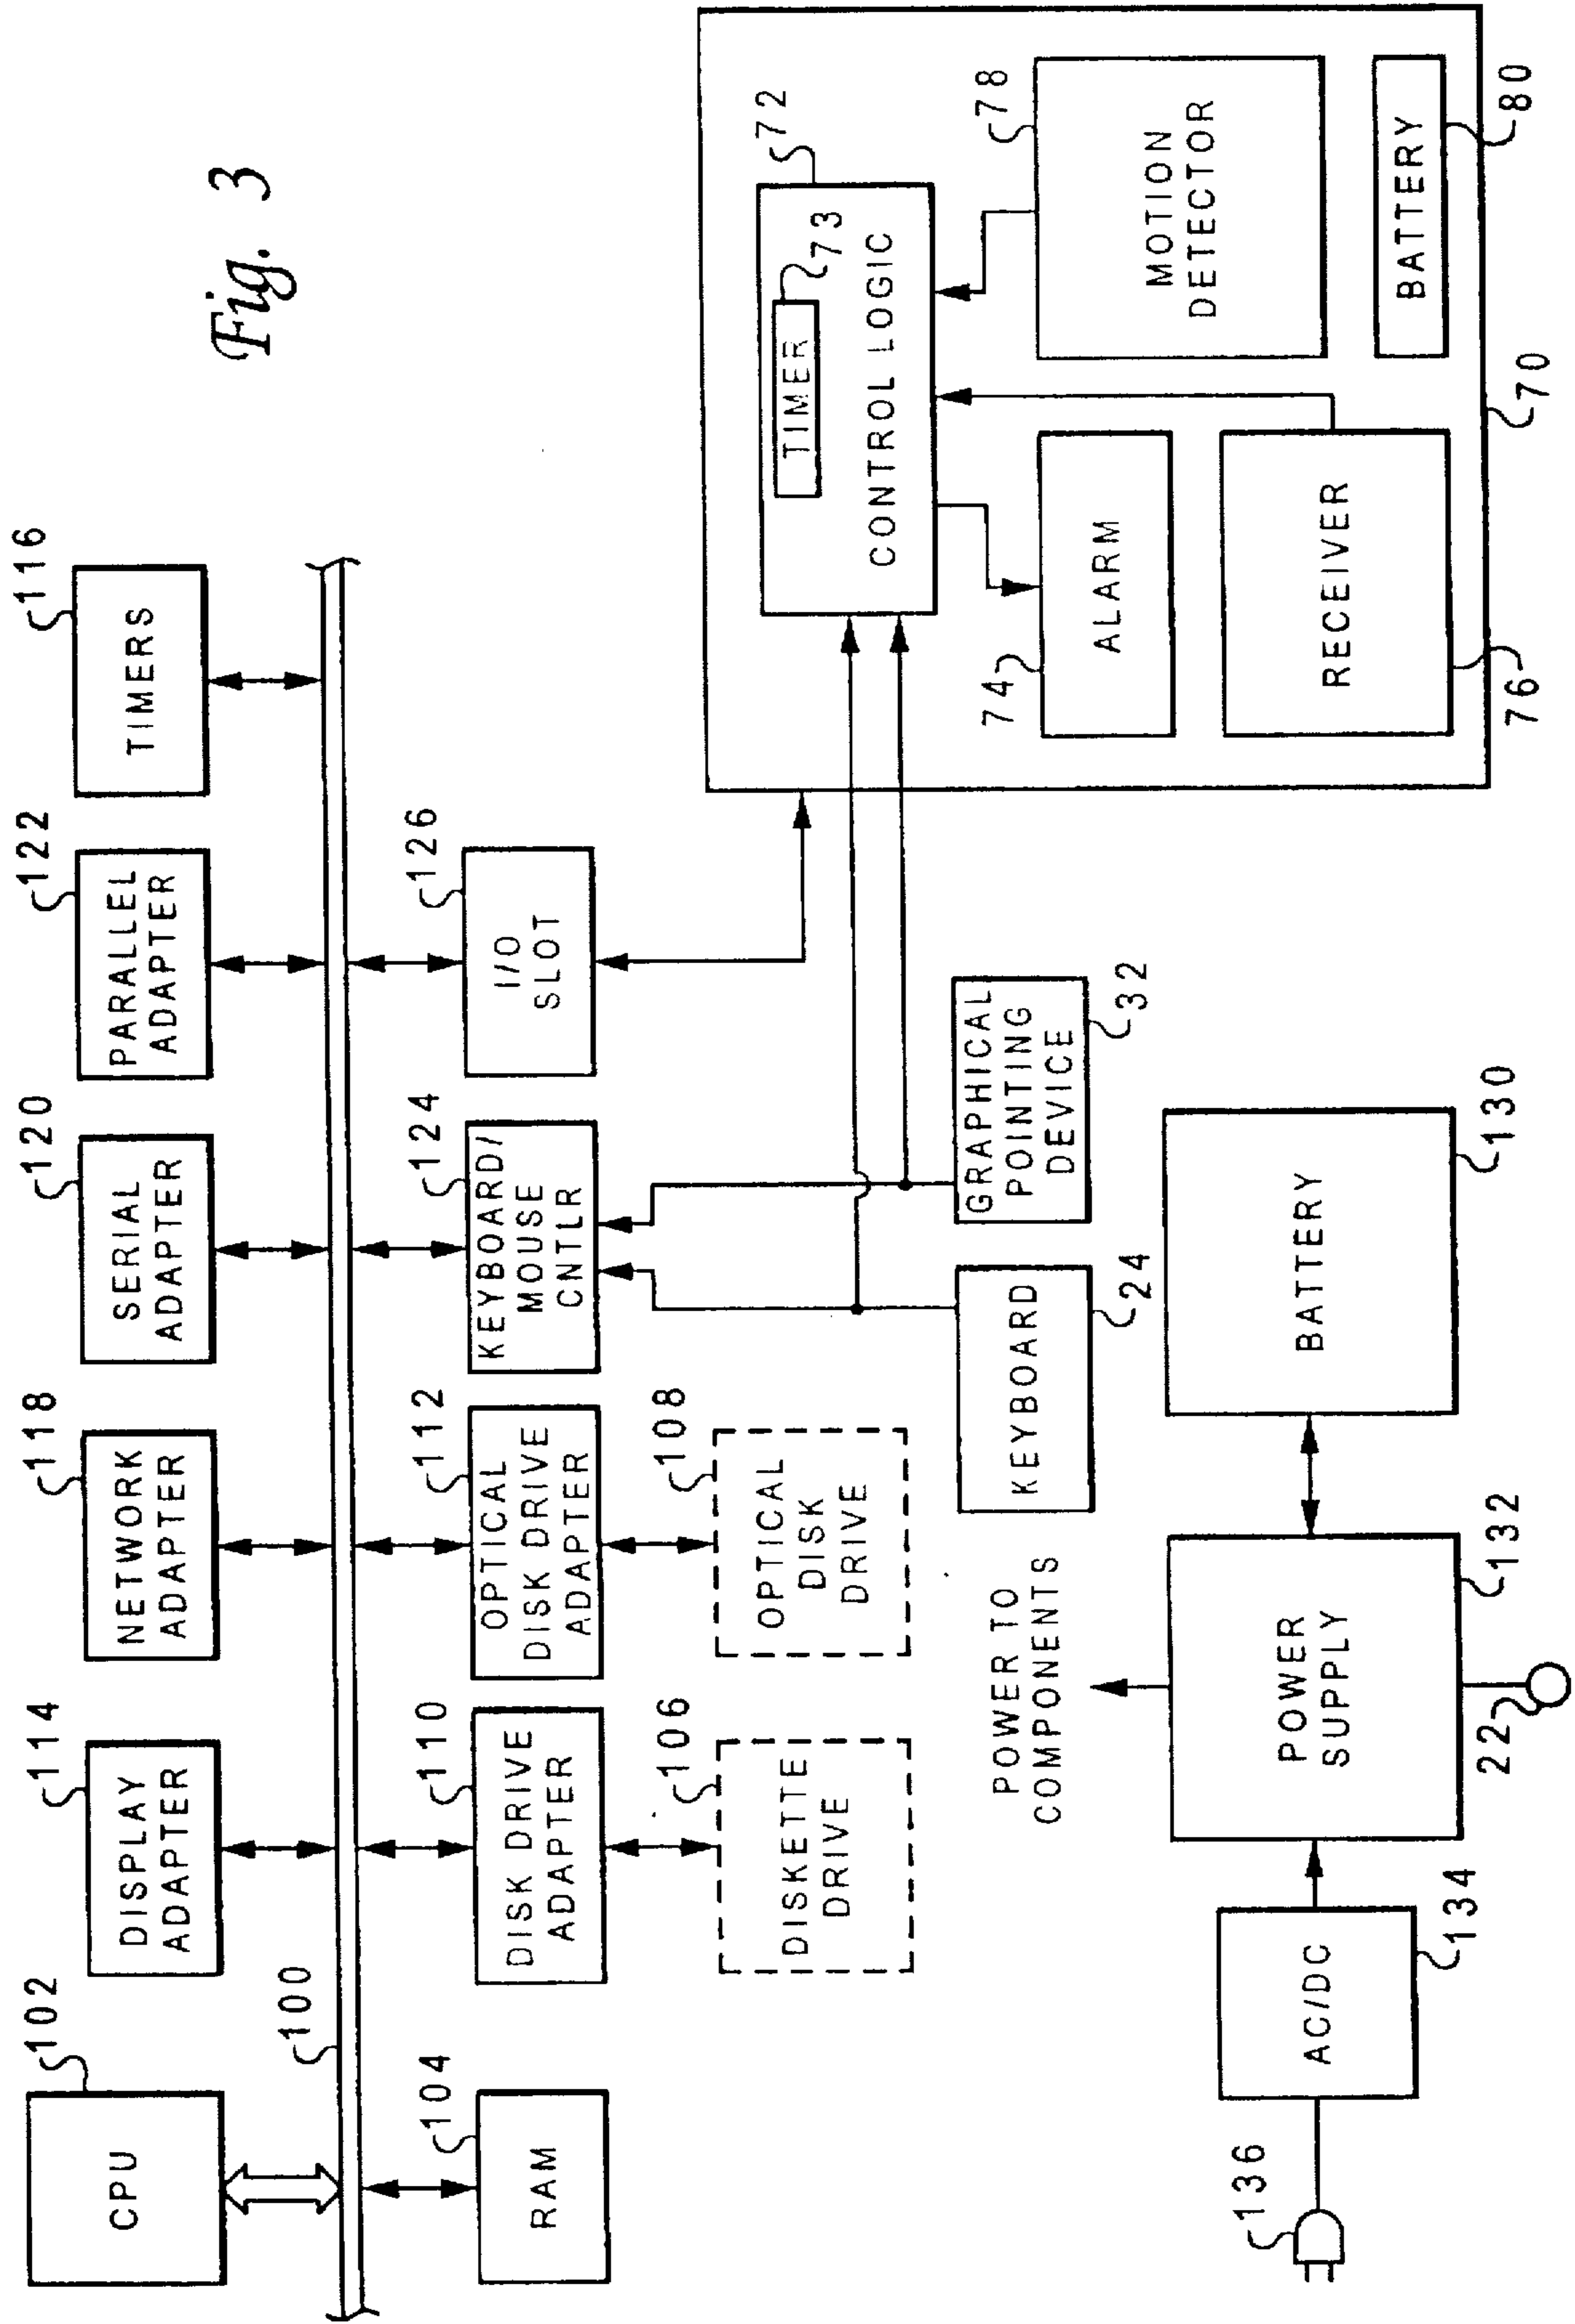 Fig. 3
102
CPU
114
DISPLAY
ADAPTER
118
NETWORK
ADAPTER
120
SERIAL
ADAPTER
122
PARALLEL
ADAPTER
116
TIMERS
100
104
RAM
110
DISK DRIVE
ADAPTER
112
OPTICAL
DISK DRIVE
ADAPTER
124
KEYBOARD/
MOUSE
CNTLR
126
I/O
SLOT
106
DISKETTE
DRIVE
108
OPTICAL
DISK
DRIVE
KEYBOARD
24
GRAPHICAL
POINTING
DEVICE
32
72
TIMER
73
CONTROL LOGIC
74
ALARM
78
MOTION
DETECTOR
RECEIVER
76
BATTERY
80
70
POWER TO
COMPONENTS
136
AC/DC
134
POWER
SUPPLY
132
22
BATTERY
130